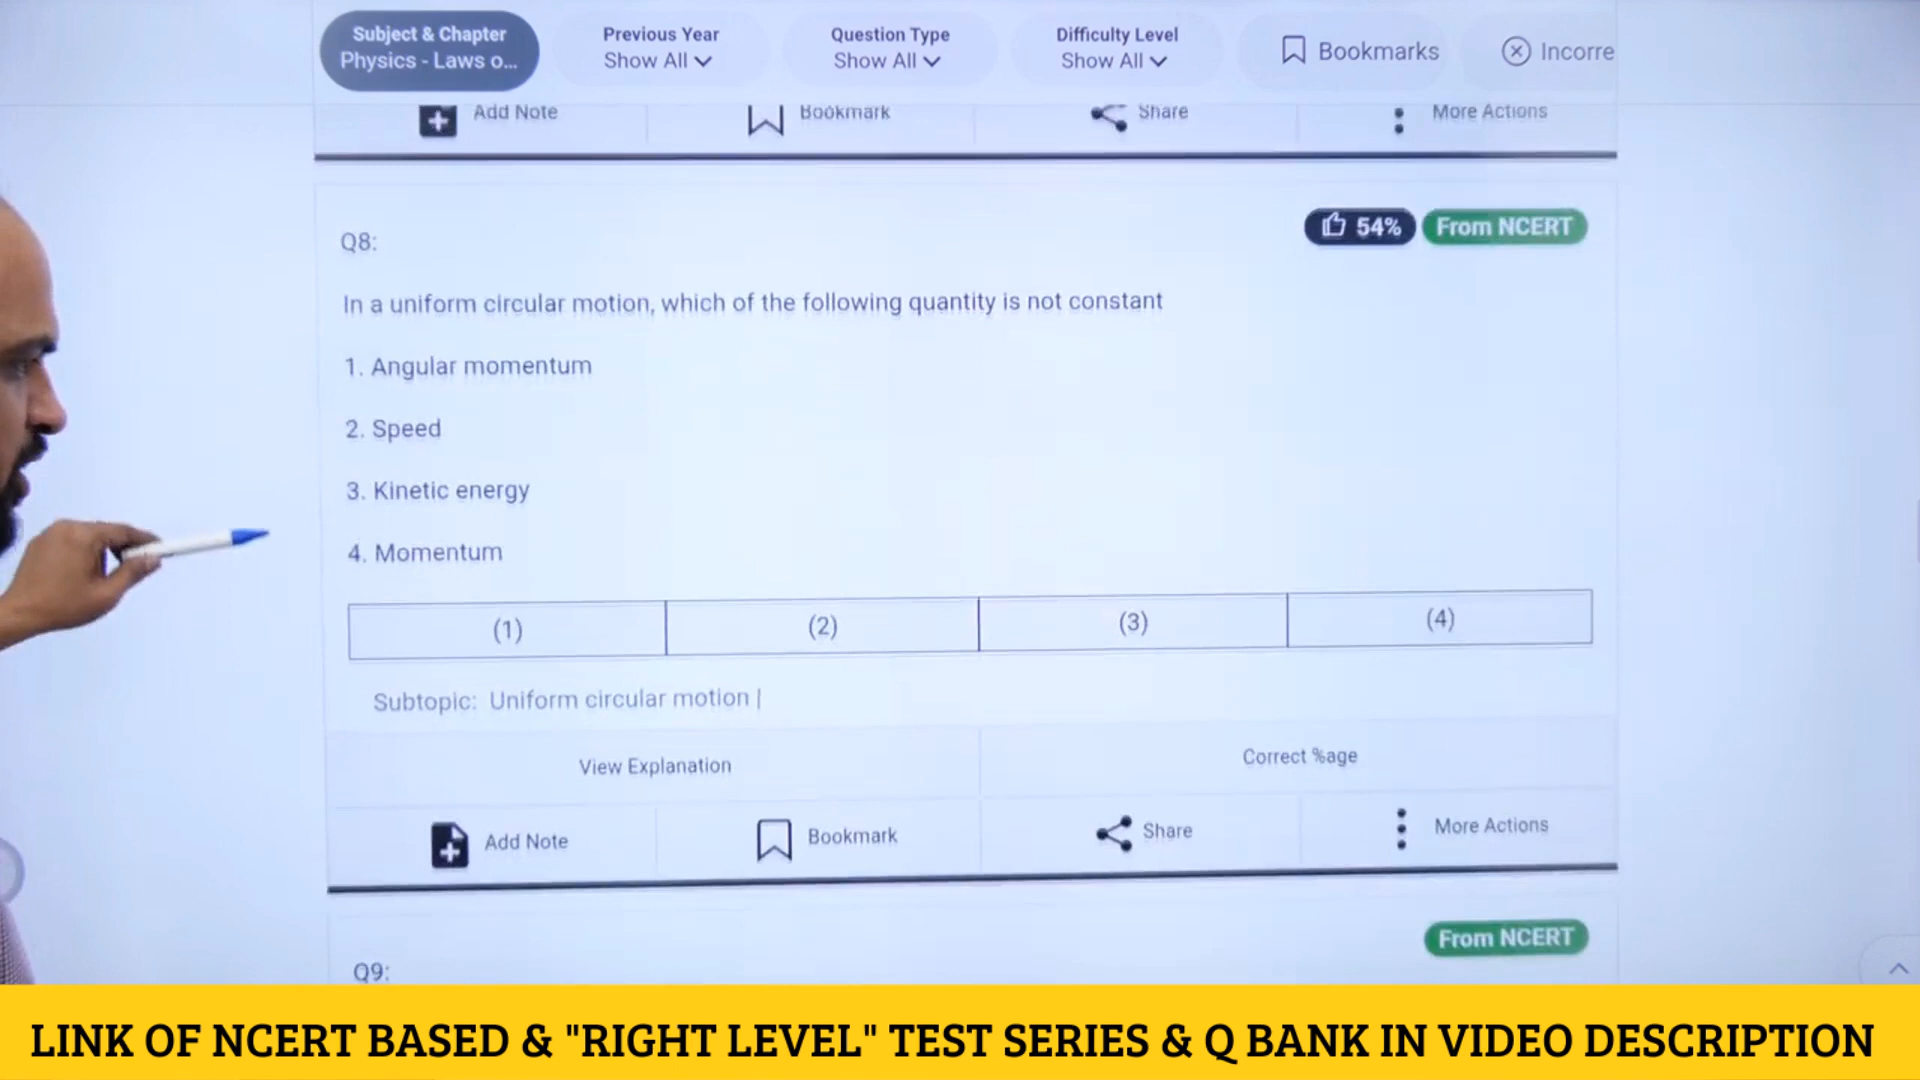 Subject & Chapter
Physics - Laws o...
Previous Year
Show All
Question Type
Show All
Difficulty Level
Show All
Bookmarks
Incorre
Add Note
Bookmark
Share
More Actions
54%
From NCERT
Q8:
In a uniform circular motion, which of the following quantity is not constant
1. Angular momentum
2. Speed
3. Kinetic energy
4. Momentum
(1)
(2)
(3)
(4)
Subtopic: Uniform circular motion |
View Explanation
Correct %age
Add Note
Bookmark
Share
More Actions
From NCERT
Q9:
LINK OF NCERT BASED & "RIGHT LEVEL" TEST SERIES & Q BANK IN VIDEO DESCRIPTION